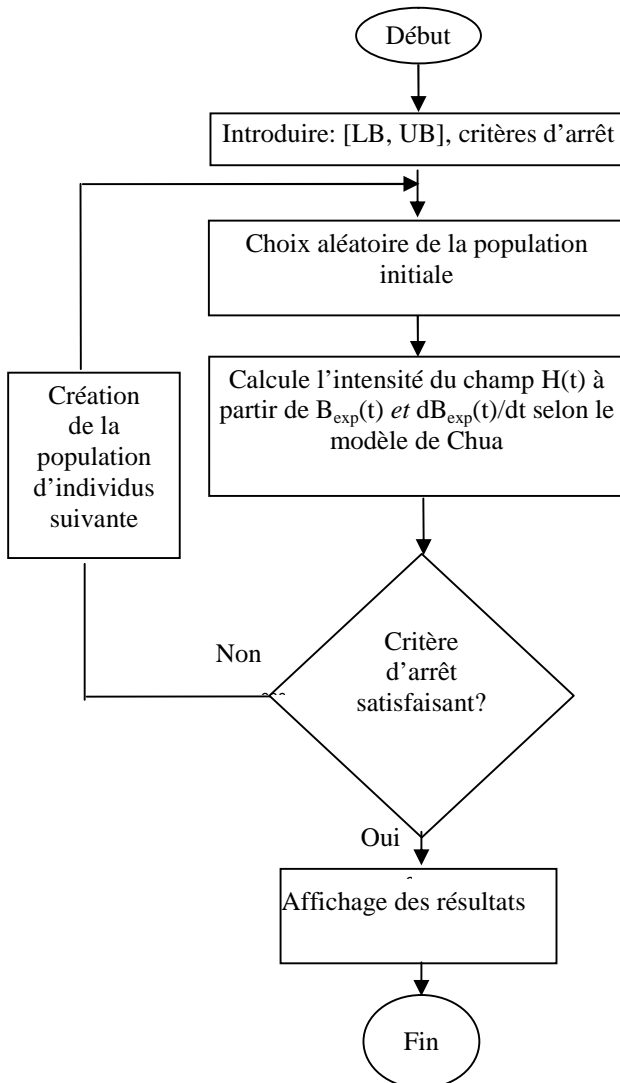 Début
Introduire: [LB, UB], critères d'arrêt
Choix aléatoire de la population
initiale
Calcule l'intensité du champ H(t) à
partir de Bexp(t) et dBexp(t)/dt selon le
modèle de Chua
Création
de la
population
d'individus
suivante
Critère
d'arrêt
satisfaisant?
Non
Oui
Affichage des résultats
Fin